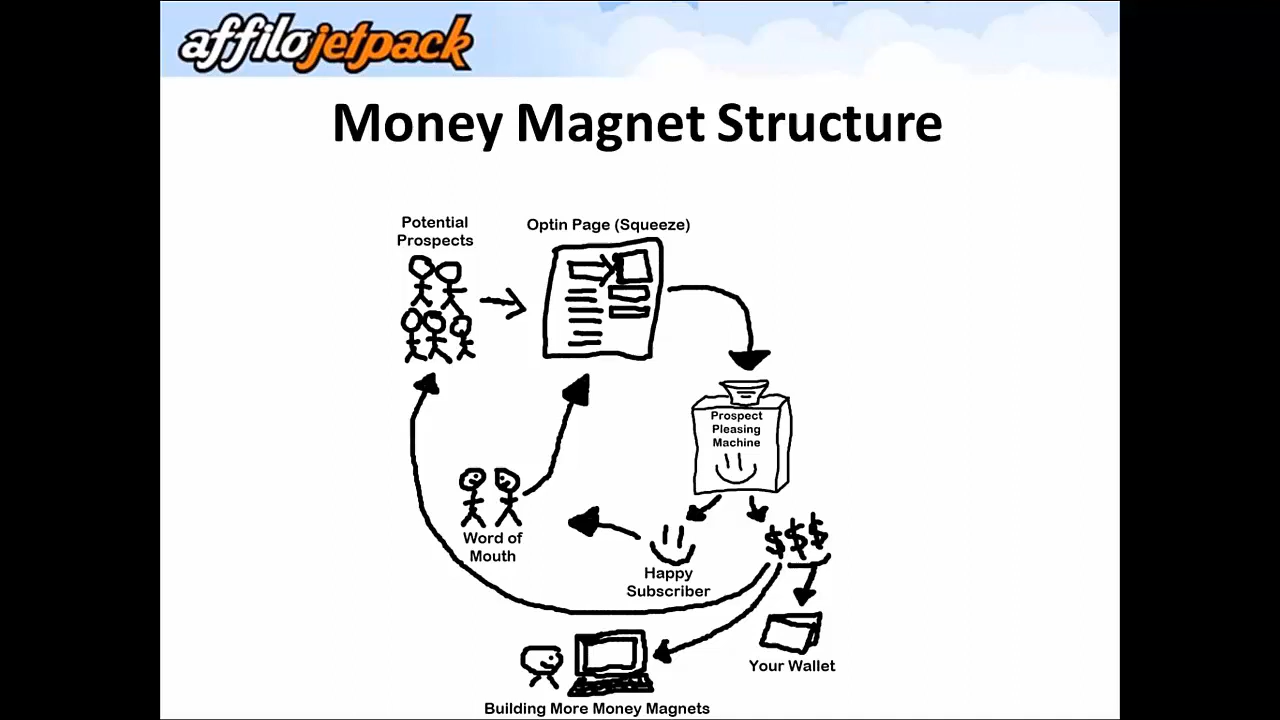 affilojetpack
Money Magnet Structure
Potential
Prospects
Optin Page (Squeeze)
Prospect
Pleasing
Machine
$$$
Word of
Mouth
Happy
Subscriber
Your Wallet
Building More Money Magnets